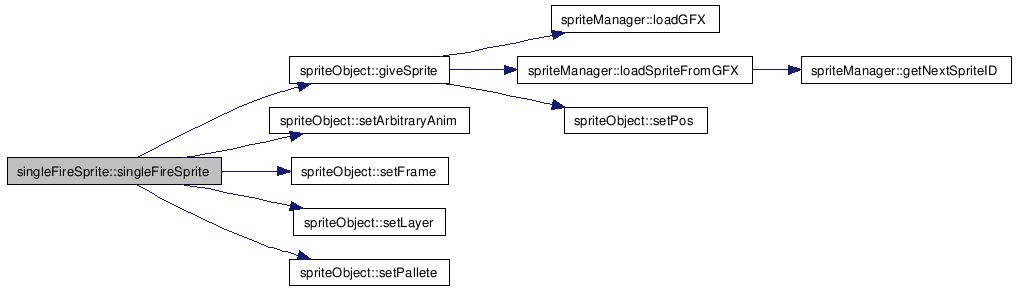 spriteManager::loadGFX
spriteObject::giveSprite
spriteManager::loadSpriteFromGFX
spriteManager::getNextSpriteID
spriteObject::setArbitraryAnim
spriteObject::setPos
singleFireSprite::singleFireSprite
spriteObject::setFrame
spriteObject::setLayer
spriteObject::setPallete